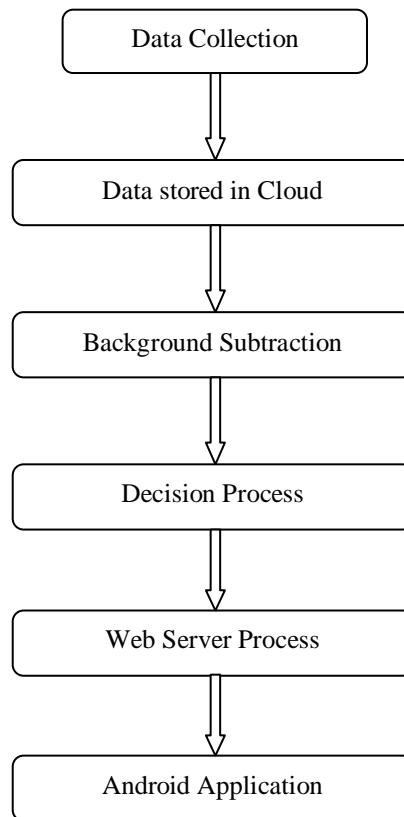 Data Collection
Data stored in Cloud
Background Subtraction
Decision Process
Web Server Process
Android Application